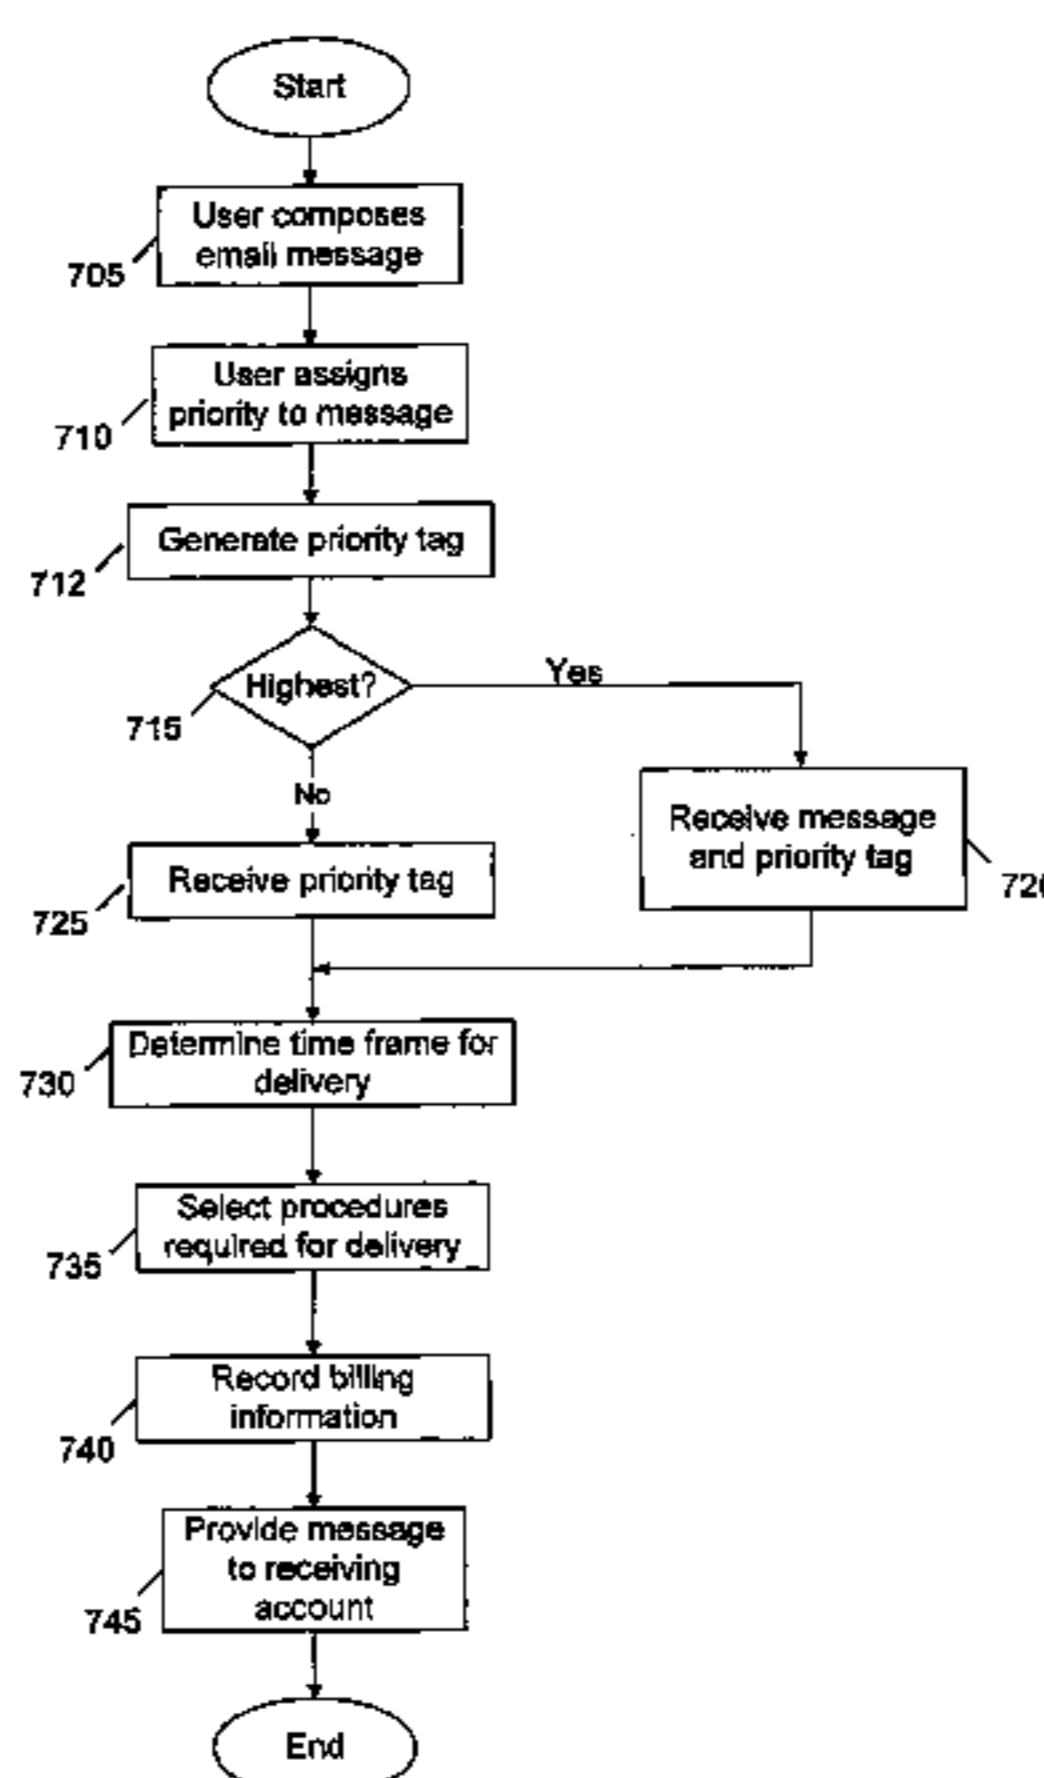 Start
User composes
email message
705
User assigns
priority to message
710
Generate priority tag
712
Highest?
Yes
715
No
Receive message
and priority tag
720
Receive priority tag
725
Determine time frame for
delivery
730
Select procedures
required for delivery
735
Record billing
information
740
Provide message
to receiving
account
745
End